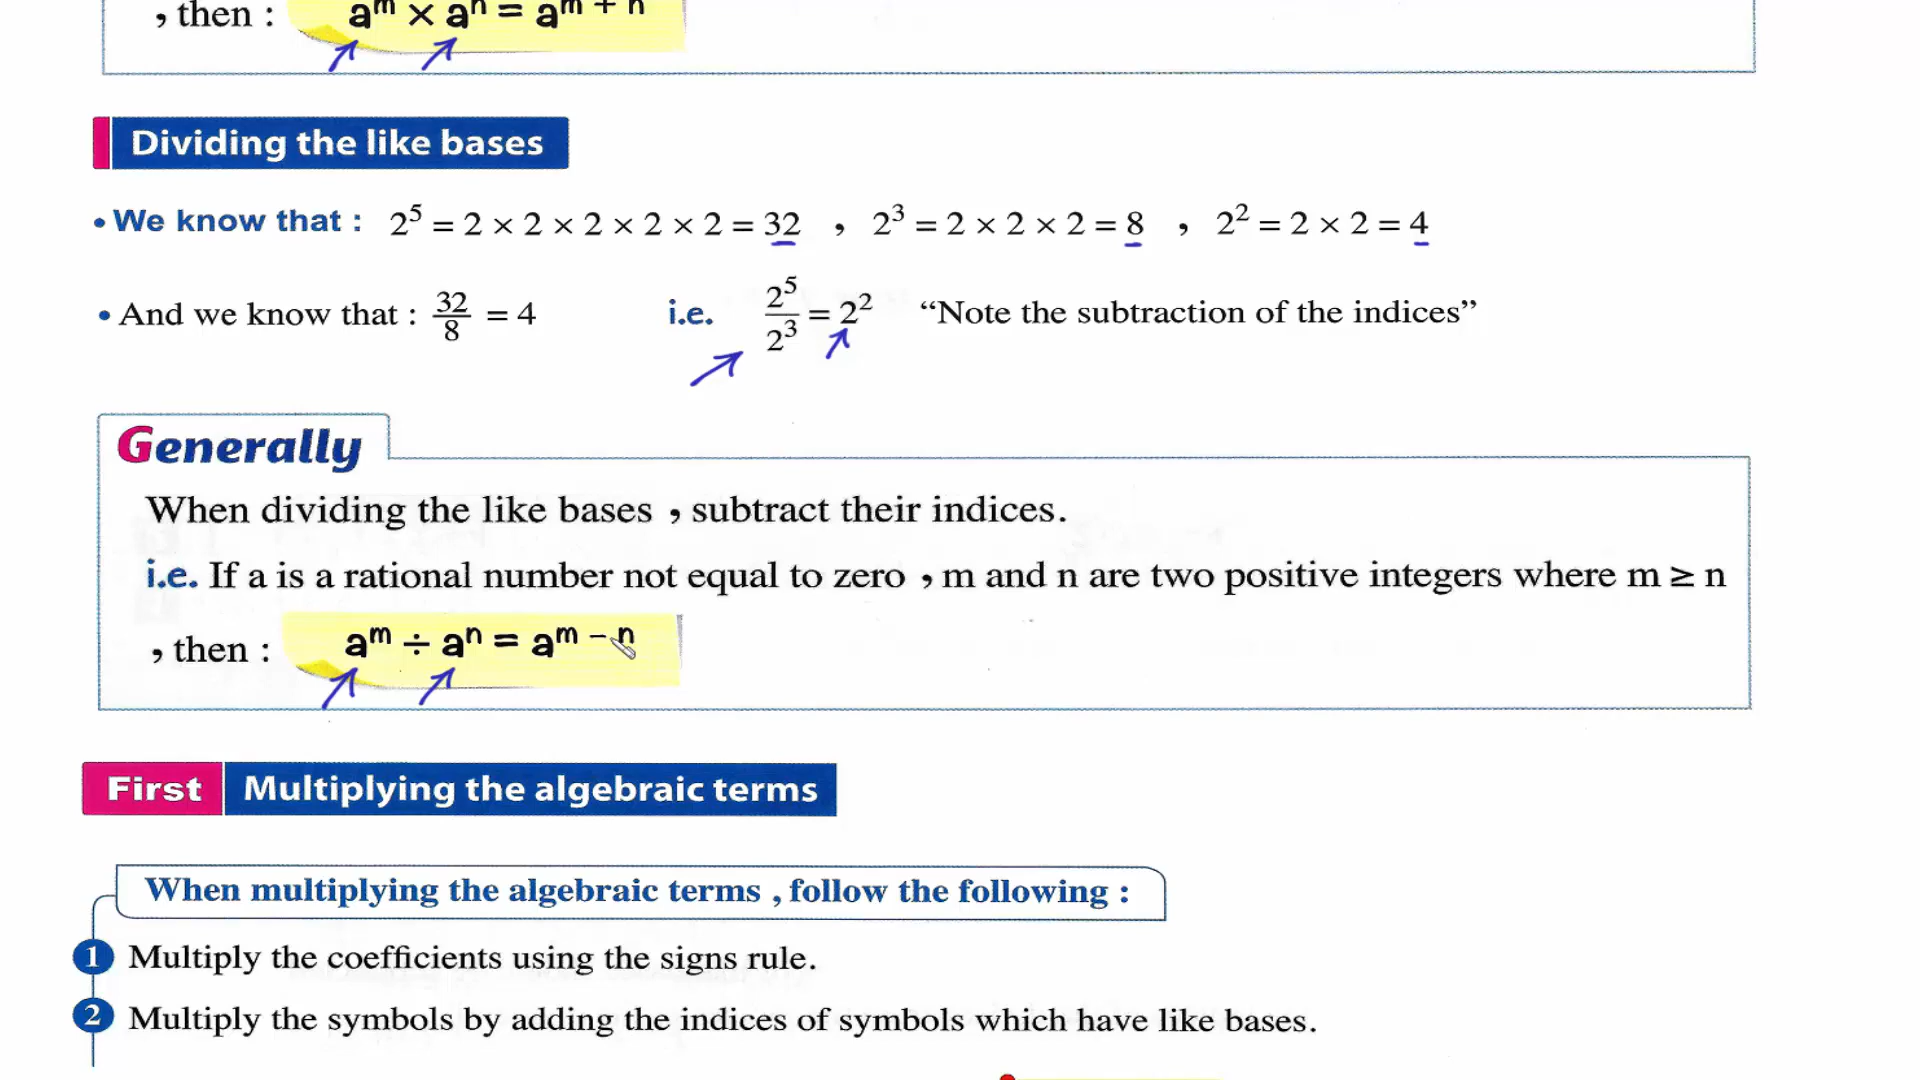 , then : aᵐ × aⁿ = aᵐ ⁺ ⁿ
Dividing the like bases
• We know that : 2⁵ = 2 × 2 × 2 × 2 × 2 = 32 , 2³ = 2 × 2 × 2 = 8 , 2² = 2 × 2 = 4
• And we know that : 32/8 = 4 i.e. 2⁵/2³ = 2² “Note the subtraction of the indices”
Generally
When dividing the like bases , subtract their indices.
i.e. If a is a rational number not equal to zero , m and n are two positive integers where m ≥ n
, then : aᵐ ÷ aⁿ = aᵐ ⁻ ⁿ
First Multiplying the algebraic terms
When multiplying the algebraic terms , follow the following :
1 Multiply the coefficients using the signs rule.
2 Multiply the symbols by adding the indices of symbols which have like bases.